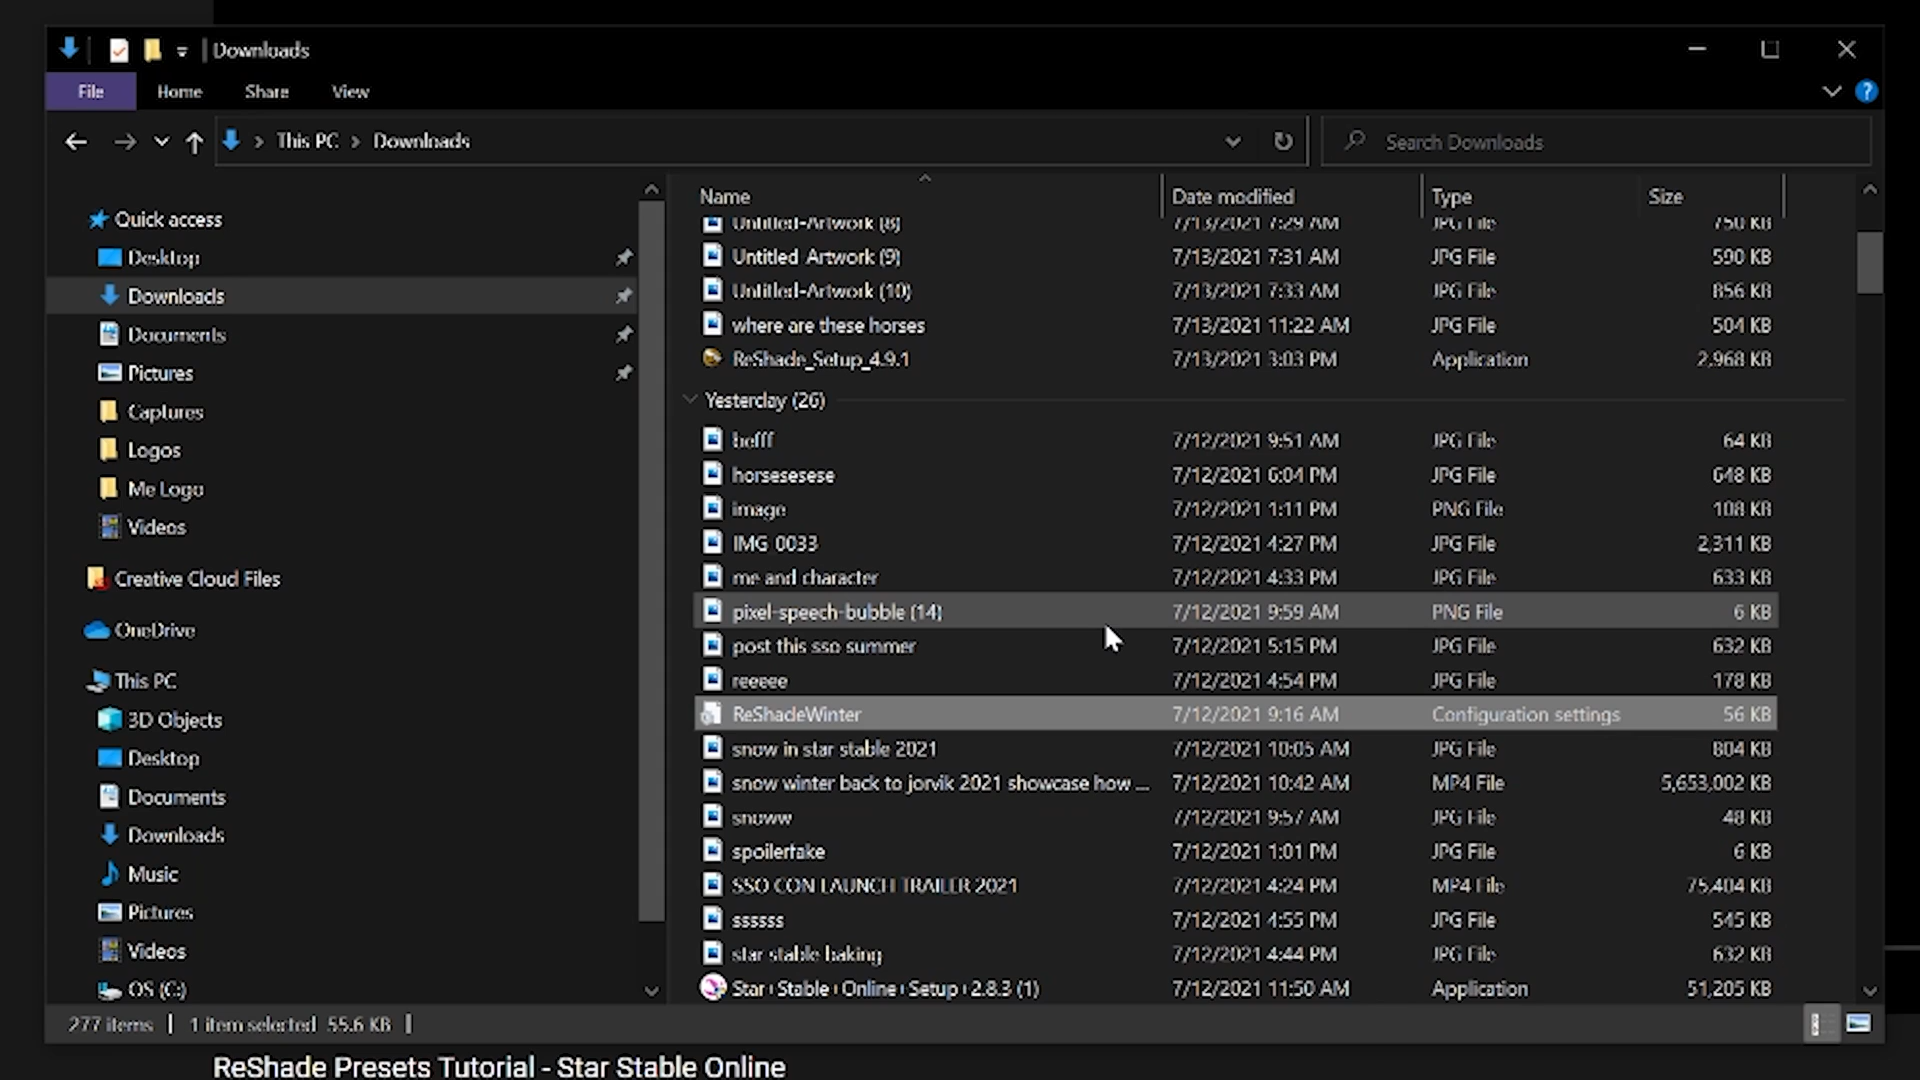 Downloads
File Home Share View
This PC > Downloads
Search Downloads
Quick access
Desktop
Downloads
Documents
Pictures
Captures
Logos
Me Logo
Videos
Creative Cloud Files
OneDrive
This PC
3D Objects
Desktop
Documents
Downloads
Music
Pictures
Videos
OS (C:)
Name Date modified Type Size
Untitled-Artwork (8) 7/13/2021 7:29 AM JPG File 750 KB
Untitled-Artwork (9) 7/13/2021 7:31 AM JPG File 590 KB
Untitled-Artwork (10) 7/13/2021 7:33 AM JPG File 856 KB
where are these horses 7/13/2021 11:22 AM JPG File 504 KB
ReShade_Setup_4.9.1 7/13/2021 3:03 PM Application 2,968 KB
Yesterday (26)
befff 7/12/2021 9:51 AM JPG File 64 KB
horsesesese 7/12/2021 6:04 PM JPG File 648 KB
image 7/12/2021 1:11 PM PNG File 108 KB
IMG_0033 7/12/2021 4:27 PM JPG File 2,311 KB
me and character 7/12/2021 4:33 PM JPG File 633 KB
pixel-speech-bubble (14) 7/12/2021 9:59 AM PNG File 6 KB
post this sso summer 7/12/2021 5:15 PM JPG File 632 KB
reeeee 7/12/2021 4:54 PM JPG File 178 KB
ReShadeWinter 7/12/2021 9:16 AM Configuration settings 56 KB
snow in star stable 2021 7/12/2021 10:05 AM JPG File 804 KB
snow winter back to jorvik 2021 showcase how ... 7/12/2021 10:42 AM MP4 File 5,653,002 KB
snoww 7/12/2021 9:57 AM JPG File 48 KB
spoilerfake 7/12/2021 1:01 PM JPG File 6 KB
SSO CON LAUNCH TRAILER 2021 7/12/2021 4:24 PM MP4 File 75,404 KB
ssssss 7/12/2021 4:55 PM JPG File 545 KB
star stable baking 7/12/2021 4:44 PM JPG File 632 KB
Star+Stable+Online+Setup+2.8.3 (1) 7/12/2021 11:50 AM Application 51,205 KB
277 items | 1 item selected 55.6 KB |
ReShade Presets Tutorial - Star Stable Online